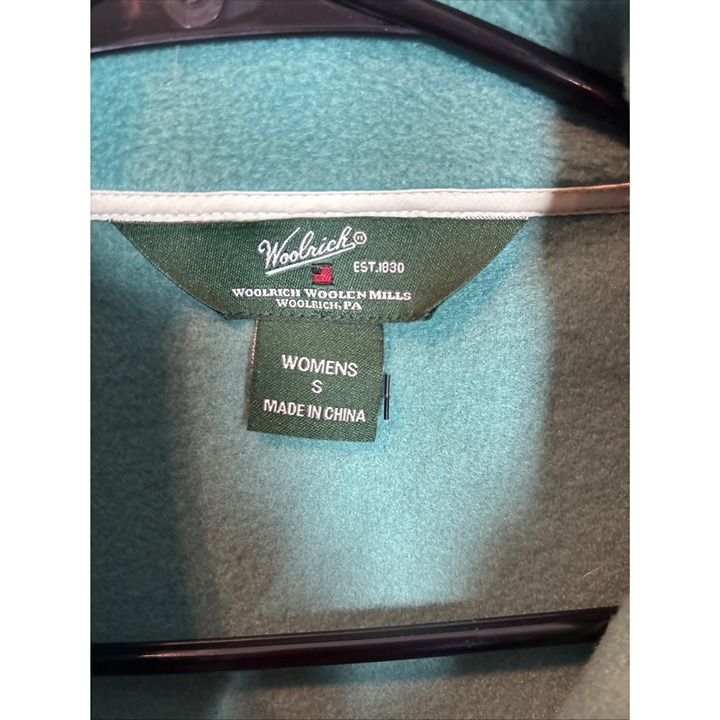 Woolrich®
EST. 1830
WOOLRICH WOOLEN MILLS
WOOLRICH, PA
WOMENS
S
MADE IN CHINA